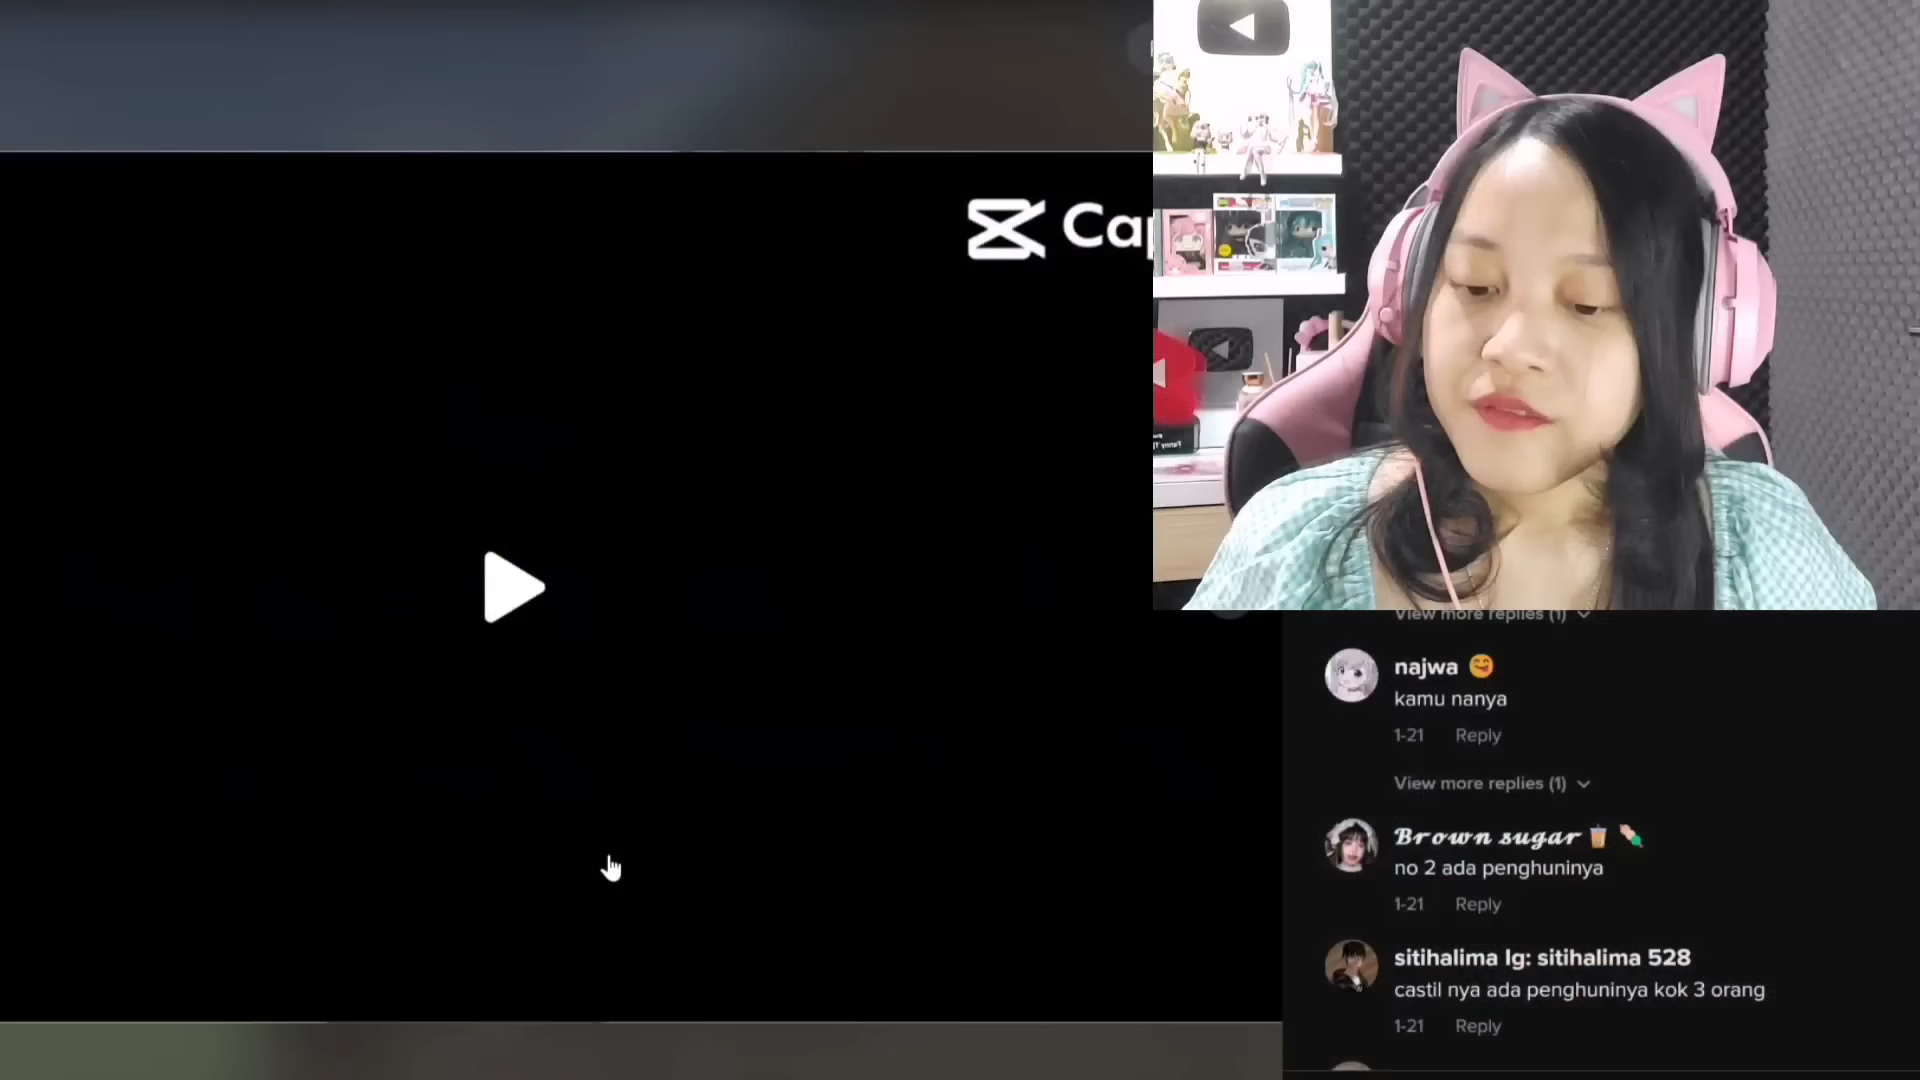 Cap
View more replies (1)
najwa 😋
kamu nanya
1-21 Reply
View more replies (1)
Brown sugar 🧋 🍡
no 2 ada penghuninya
1-21 Reply
sitihalima Ig: sitihalima 528
castil nya ada penghuninya kok 3 orang
1-21 Reply